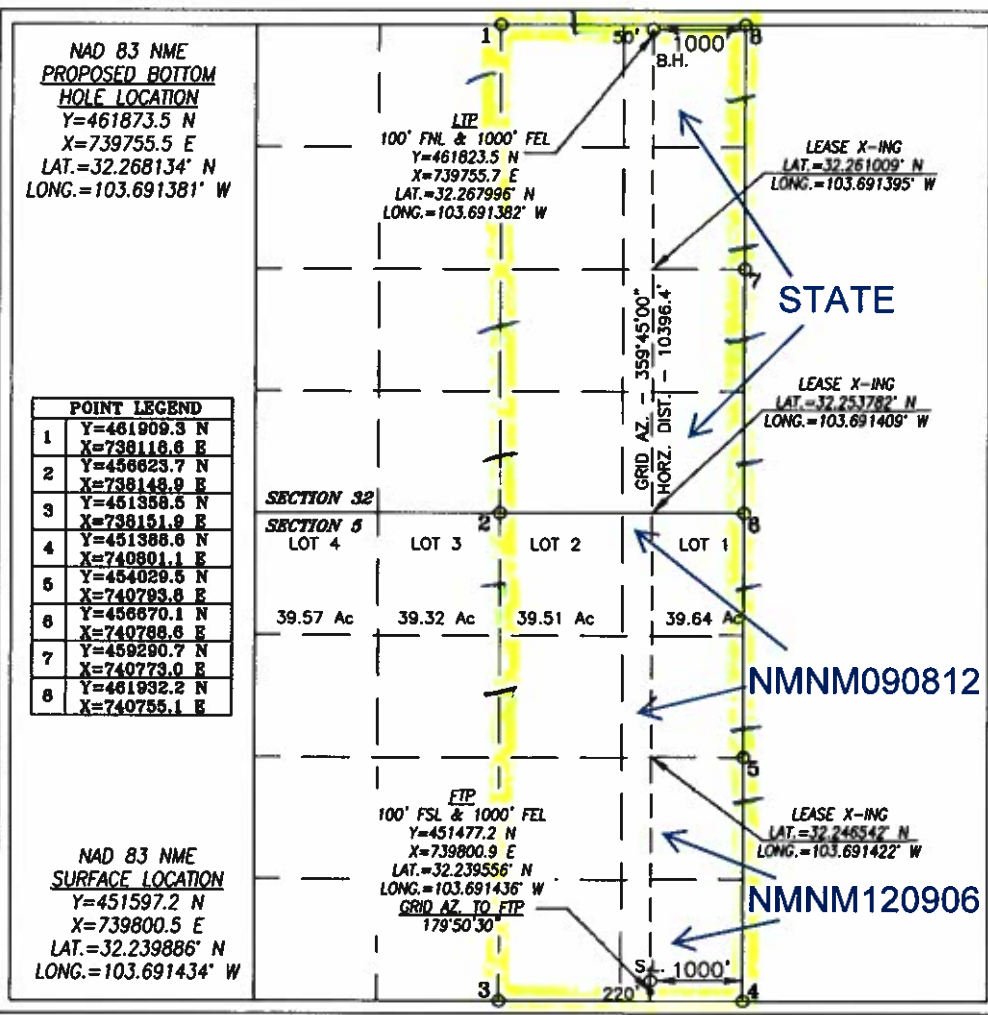 NAD 83 NME
PROPOSED BOTTOM
HOLE LOCATION
Y=461873.5 N
X=739755.5 E
LAT.=32.268134° N
LONG.=103.691381° W
POINT LEGEND
1 Y=461909.3 N
X=738118.6 E
2 Y=456623.7 N
X=738148.9 E
3 Y=451358.5 N
X=738151.9 E
4 Y=451388.6 N
X=740801.1 E
5 Y=454029.5 N
X=740793.8 E
6 Y=456670.1 N
X=740788.6 E
7 Y=459290.7 N
X=740773.0 E
8 Y=461932.2 N
X=740755.1 E
NAD 83 NME
SURFACE LOCATION
Y=451597.2 N
X=739800.5 E
LAT.=32.239886° N
LONG.=103.691434° W
1
50'
1000'
8
B.H.
LTP
100' FNL & 1000' FEL
Y=461823.5 N
X=739755.7 E
LAT.=32.267996° N
LONG.=103.691382° W
LEASE X-ING
LAT.=32.261009° N
LONG.=103.691395° W
7
STATE
GRID AZ. - 359°45'00"
HORZ. DIST. - 10396.4'
LEASE X-ING
LAT.=32.253782° N
LONG.=103.691409° W
SECTION 32
2
6
SECTION 5
LOT 4
LOT 3
LOT 2
LOT 1
39.57 Ac
39.32 Ac
39.51 Ac
39.64 Ac
NMNM090812
5
FTP
100' FSL & 1000' FEL
Y=451477.2 N
X=739800.9 E
LAT.=32.239556° N
LONG.=103.691436° W
GRID AZ. TO FTP
179°50'30"
LEASE X-ING
LAT.=32.246542° N
LONG.=103.691422° W
NMNM120906
S.L.
1000'
220'
3
4